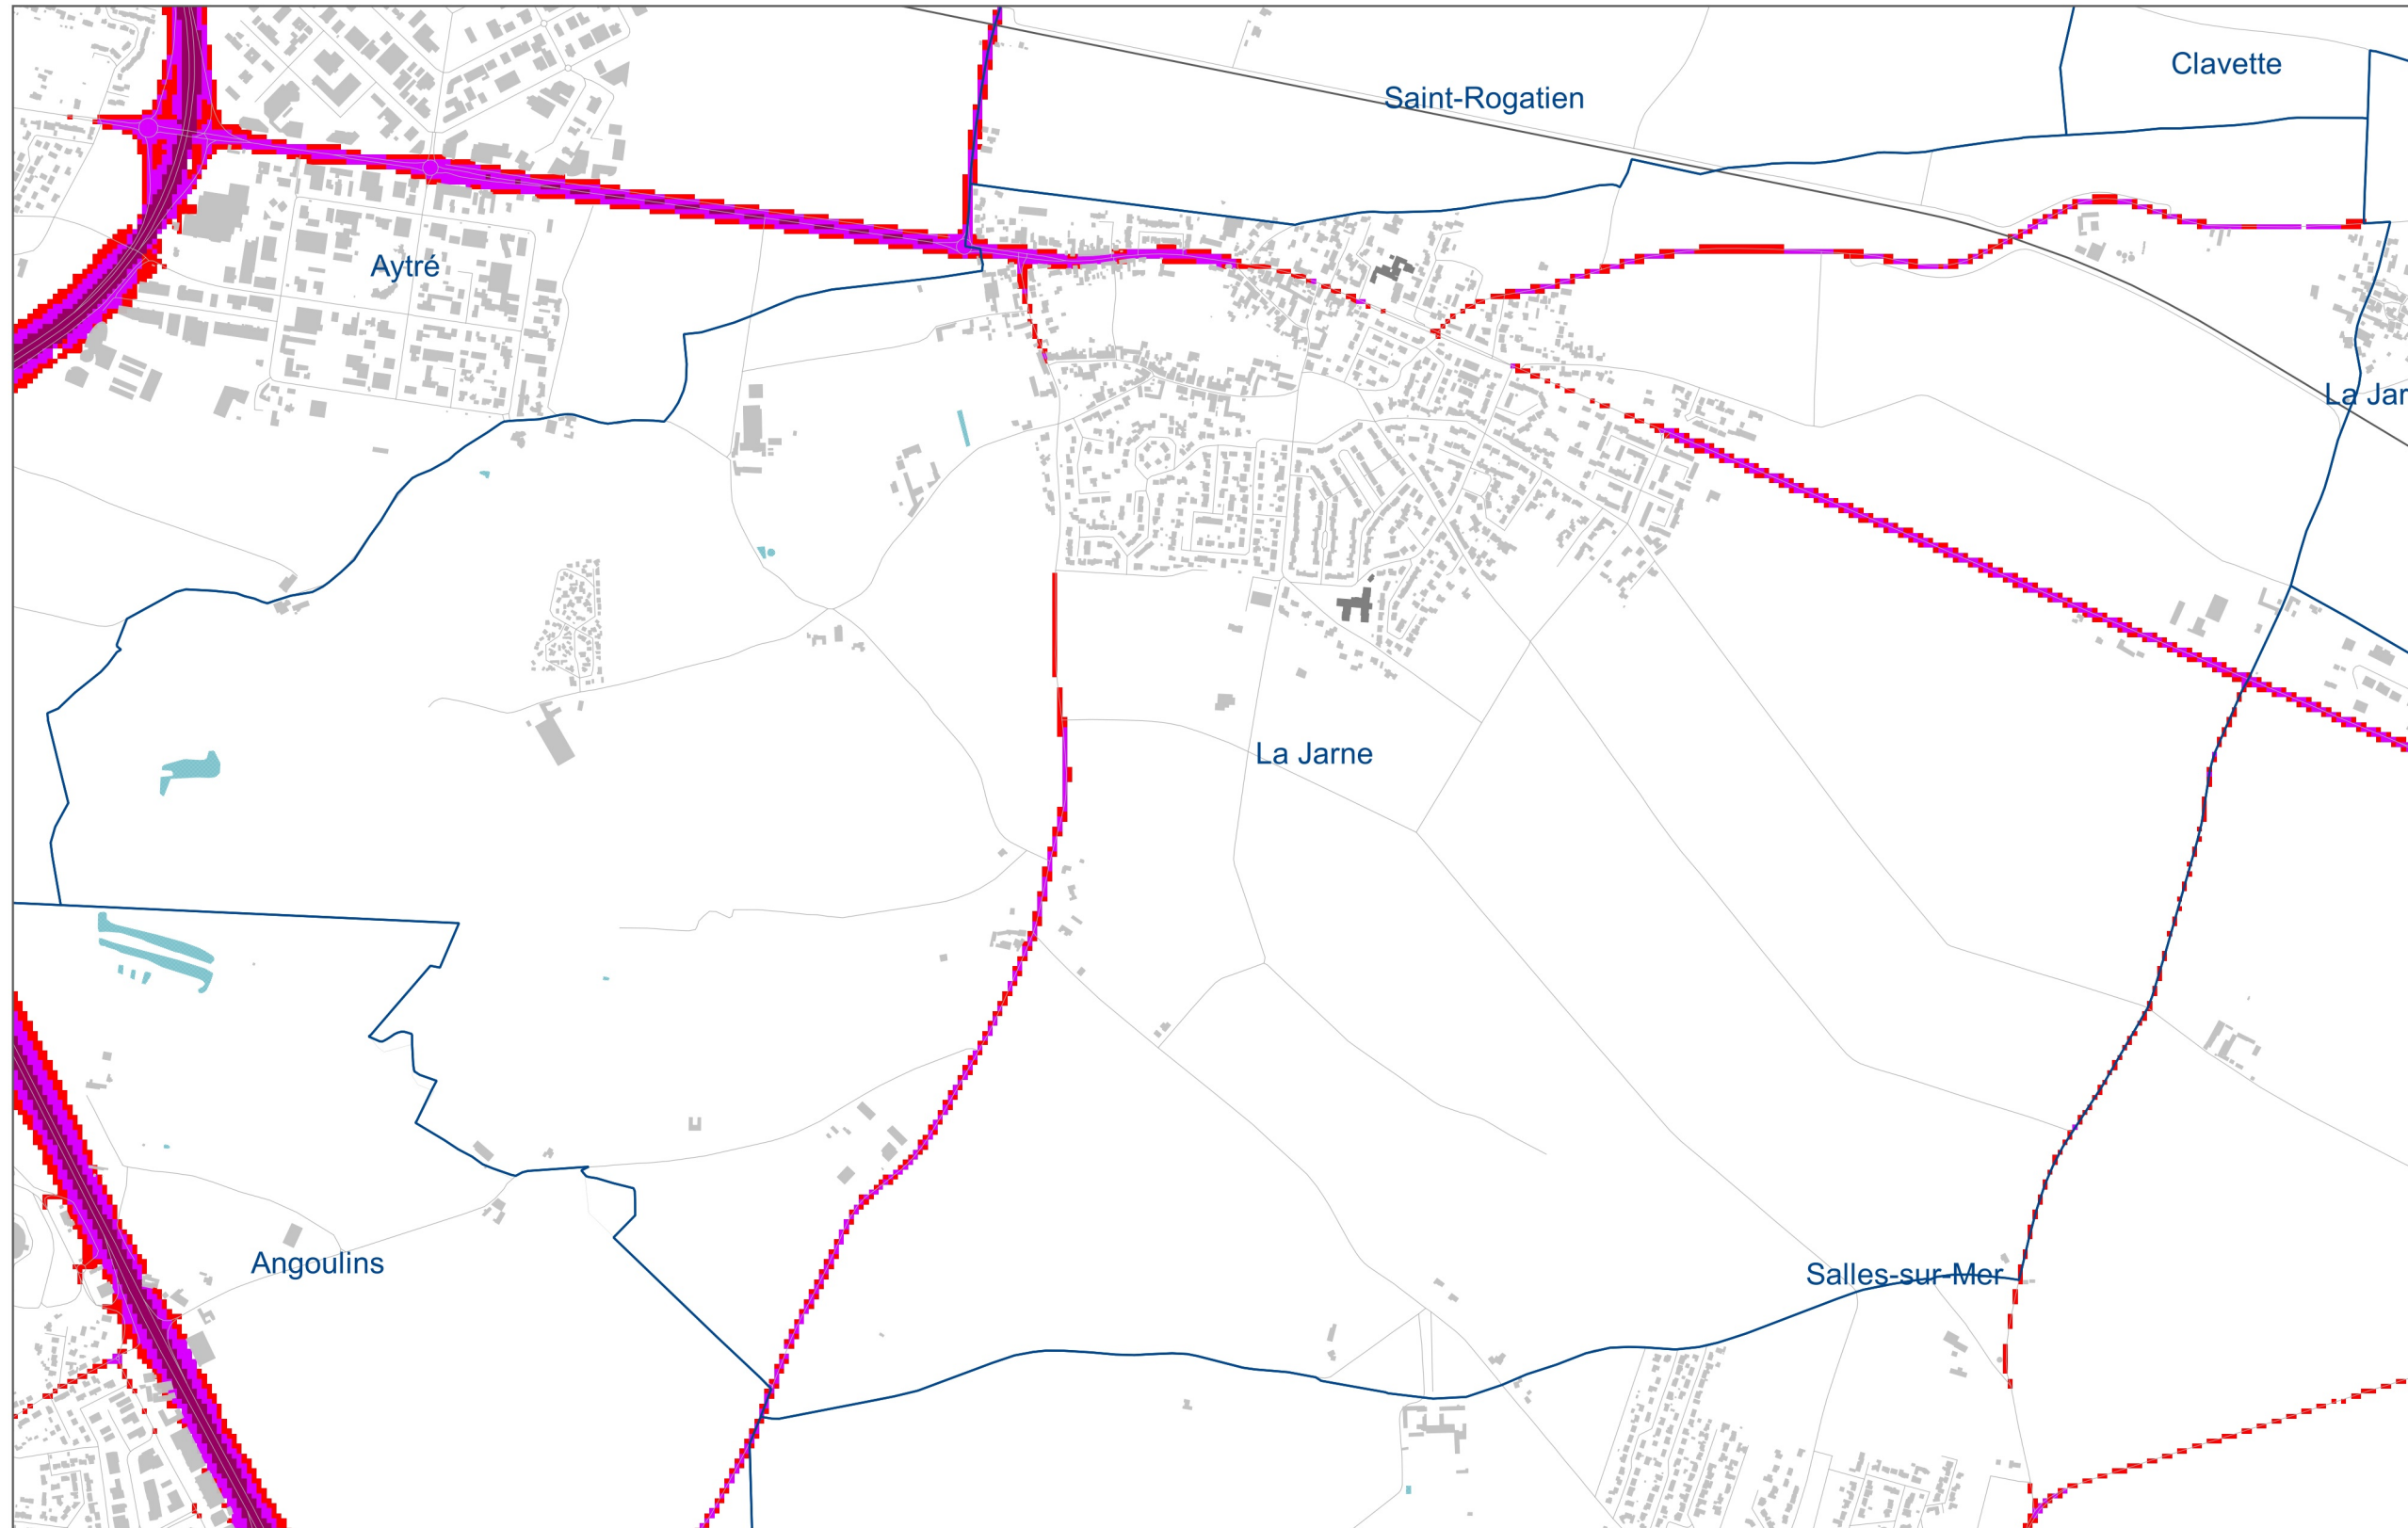 Clavette
Saint-Rogatien
Aytré
La Jar
La Jarne
Angoulins
Salles-sur-Mer